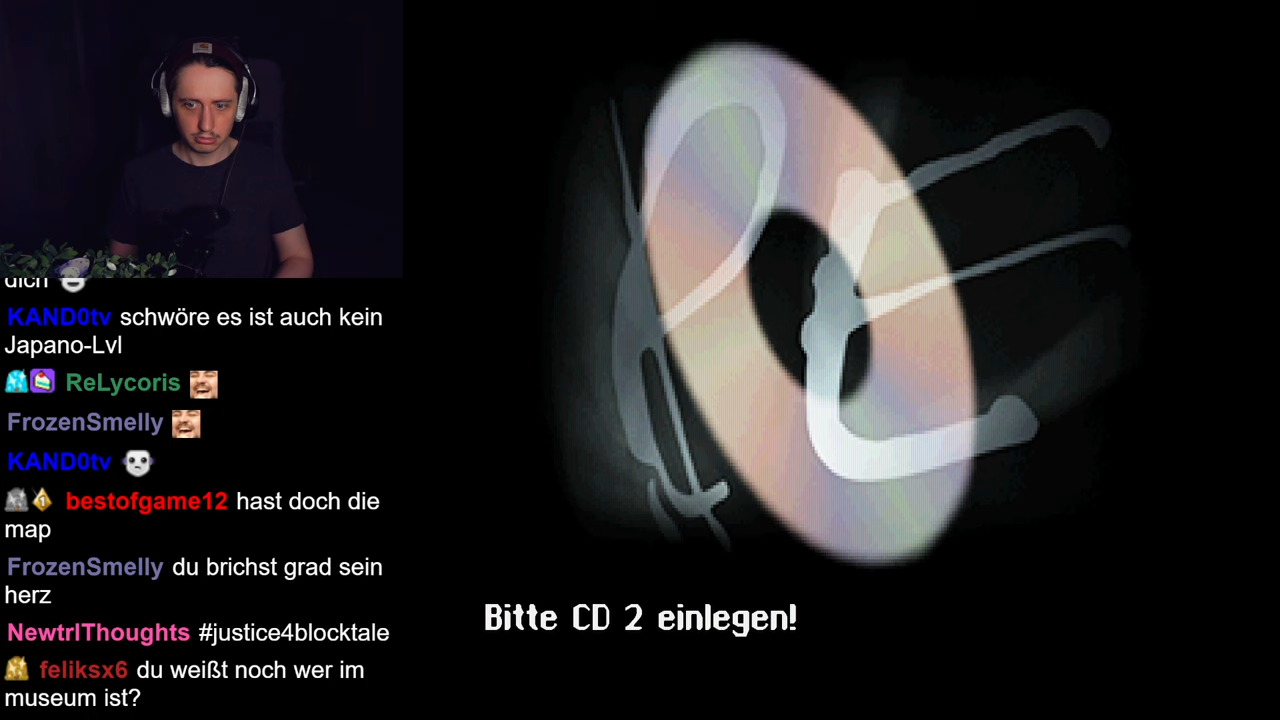 dich
KAND0tv schwöre es ist auch kein
Japano-Lvl
ReLycoris
FrozenSmelly
KAND0tv
bestofgame12 hast doch die
map
FrozenSmelly du brichst grad sein
herz
NewtrlThoughts #justice4blocktale
feliksx6 du weißt noch wer im
museum ist?
Bitte CD 2 einlegen!